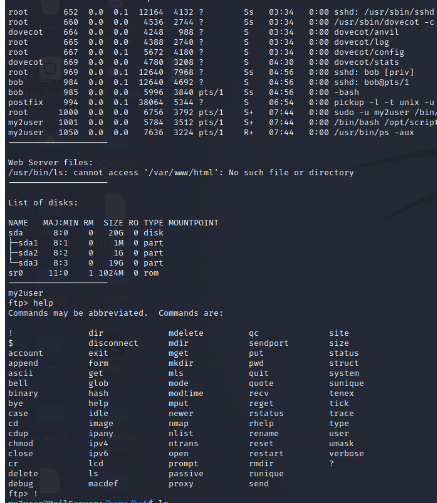 root 652 0.0 0.1 12164 4132 ? Ss 03:34 0:00 sshd: /usr/sbin/sshd
root 660 0.0 0.0 4536 2744 ? Ss 03:34 0:00 /usr/sbin/dovecot -c
dovecot 664 0.0 0.0 4248 988 ? S 03:34 0:00 dovecot/anvil
root 665 0.0 0.0 4388 2740 ? S 03:34 0:00 dovecot/log
root 667 0.0 0.1 5672 4180 ? S 03:34 0:00 dovecot/config
dovecot 869 0.0 0.0 4780 3208 ? S 04:30 0:00 dovecot/stats
root 969 0.0 0.1 12640 7968 ? Ss 04:56 0:00 sshd: bob [priv]
bob 984 0.0 0.1 12640 4692 ? S 04:56 0:00 sshd: bob@pts/1
bob 985 0.0 0.0 5996 3840 pts/1 Ss 04:56 0:00 -bash
postfix 994 0.0 0.1 38064 5344 ? S 06:54 0:00 pickup -l -t unix -u
root 1000 0.0 0.0 6756 3792 pts/1 S+ 07:44 0:00 sudo -u my2user /bin
my2user 1001 0.0 0.0 5784 3512 pts/1 S+ 07:44 0:00 /bin/bash /opt/script
my2user 1050 0.0 0.0 7636 3224 pts/1 R+ 07:44 0:00 /usr/bin/ps -aux
Web Server files:
/usr/bin/ls: cannot access '/var/www/html': No such file or directory
List of disks:
NAME MAJ:MIN RM SIZE RO TYPE MOUNTPOINT
sda 8:0 0 20G 0 disk
├─sda1 8:1 0 1M 0 part
├─sda2 8:2 0 1G 0 part
└─sda3 8:3 0 19G 0 part
sr0 11:0 1 1024M 0 rom
my2user
ftp> help
Commands may be abbreviated. Commands are:
! dir mdelete qc site
$ disconnect mdir sendport size
account exit mget put status
append form mkdir pwd struct
ascii get mls quit system
bell glob mode quote sunique
binary hash modtime recv tenex
bye help mput reget tick
case idle newer rstatus trace
cd image nmap rhelp type
cdup ipany nlist rename user
chmod ipv4 ntrans reset umask
close ipv6 open restart verbose
cr lcd prompt rmdir ?
delete ls passive runique
debug macdef proxy send
ftp> !